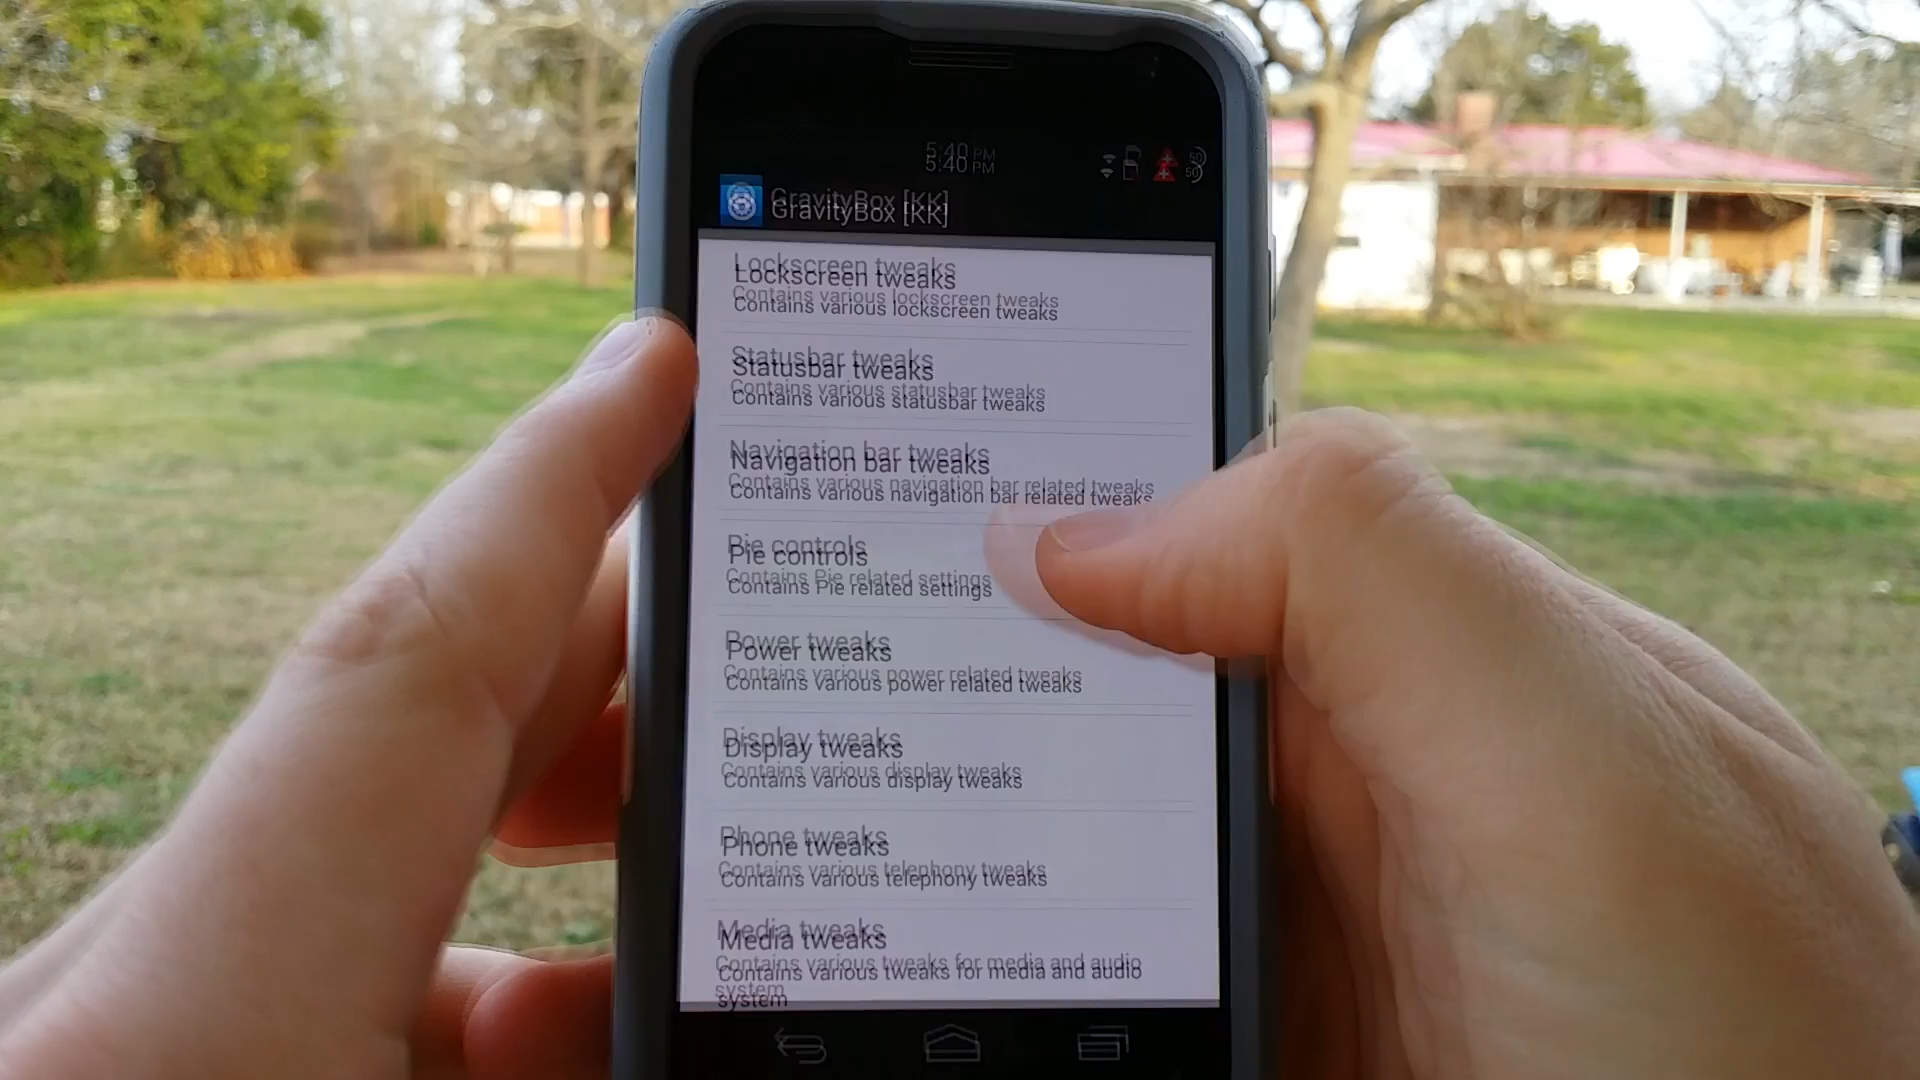 5:40 PM
50
GravityBox [KK]
Lockscreen tweaks
Contains various lockscreen tweaks
Statusbar tweaks
Contains various statusbar tweaks
Navigation bar tweaks
Contains various navigation bar related tweaks
Pie controls
Contains Pie related settings
Power tweaks
Contains various power related tweaks
Display tweaks
Contains various display tweaks
Phone tweaks
Contains various telephony tweaks
Media tweaks
Contains various tweaks for media and audio
system